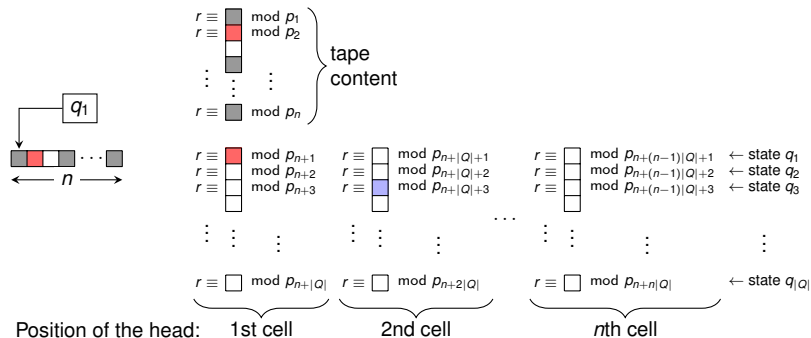 r ≡ mod p₁
r ≡ mod p₂
⋮ ⋮ ⋮
r ≡ mod pₙ
tape
content
q₁
· · ·
n
r ≡ mod pₙ₊₁ r ≡ mod pₙ₊|Q|₊₁ r ≡ mod pₙ₊₍ₙ₋₁₎|Q|₊₁ ← state q₁
r ≡ mod pₙ₊₂ r ≡ mod pₙ₊|Q|₊₂ r ≡ mod pₙ₊₍ₙ₋₁₎|Q|₊₂ ← state q₂
r ≡ mod pₙ₊₃ r ≡ mod pₙ₊|Q|₊₃ r ≡ mod pₙ₊₍ₙ₋₁₎|Q|₊₃ ← state q₃
· · ·
⋮ ⋮ ⋮ ⋮ ⋮ ⋮ ⋮ ⋮ ⋮ ⋮
r ≡ mod pₙ₊|Q| r ≡ mod pₙ₊₂|Q| r ≡ mod pₙ₊ₙ|Q| ← state q|Q|
Position of the head: 1st cell 2nd cell nth cell